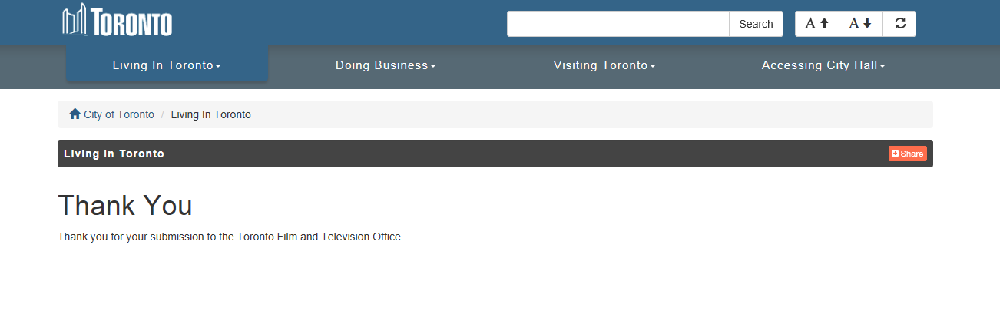 TORONTO
Search
A
A
Living In Toronto
Doing Business
Visiting Toronto
Accessing City Hall
City of Toronto / Living In Toronto
Living In Toronto
Share
Thank You
Thank you for your submission to the Toronto Film and Television Office.